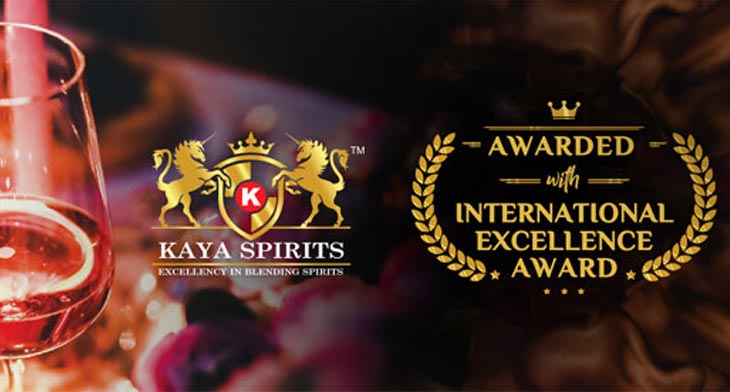 K
TM
KAYA SPIRITS
EXCELLENCY IN BLENDING SPIRITS
AWARDED
with
INTERNATIONAL
EXCELLENCE
AWARD